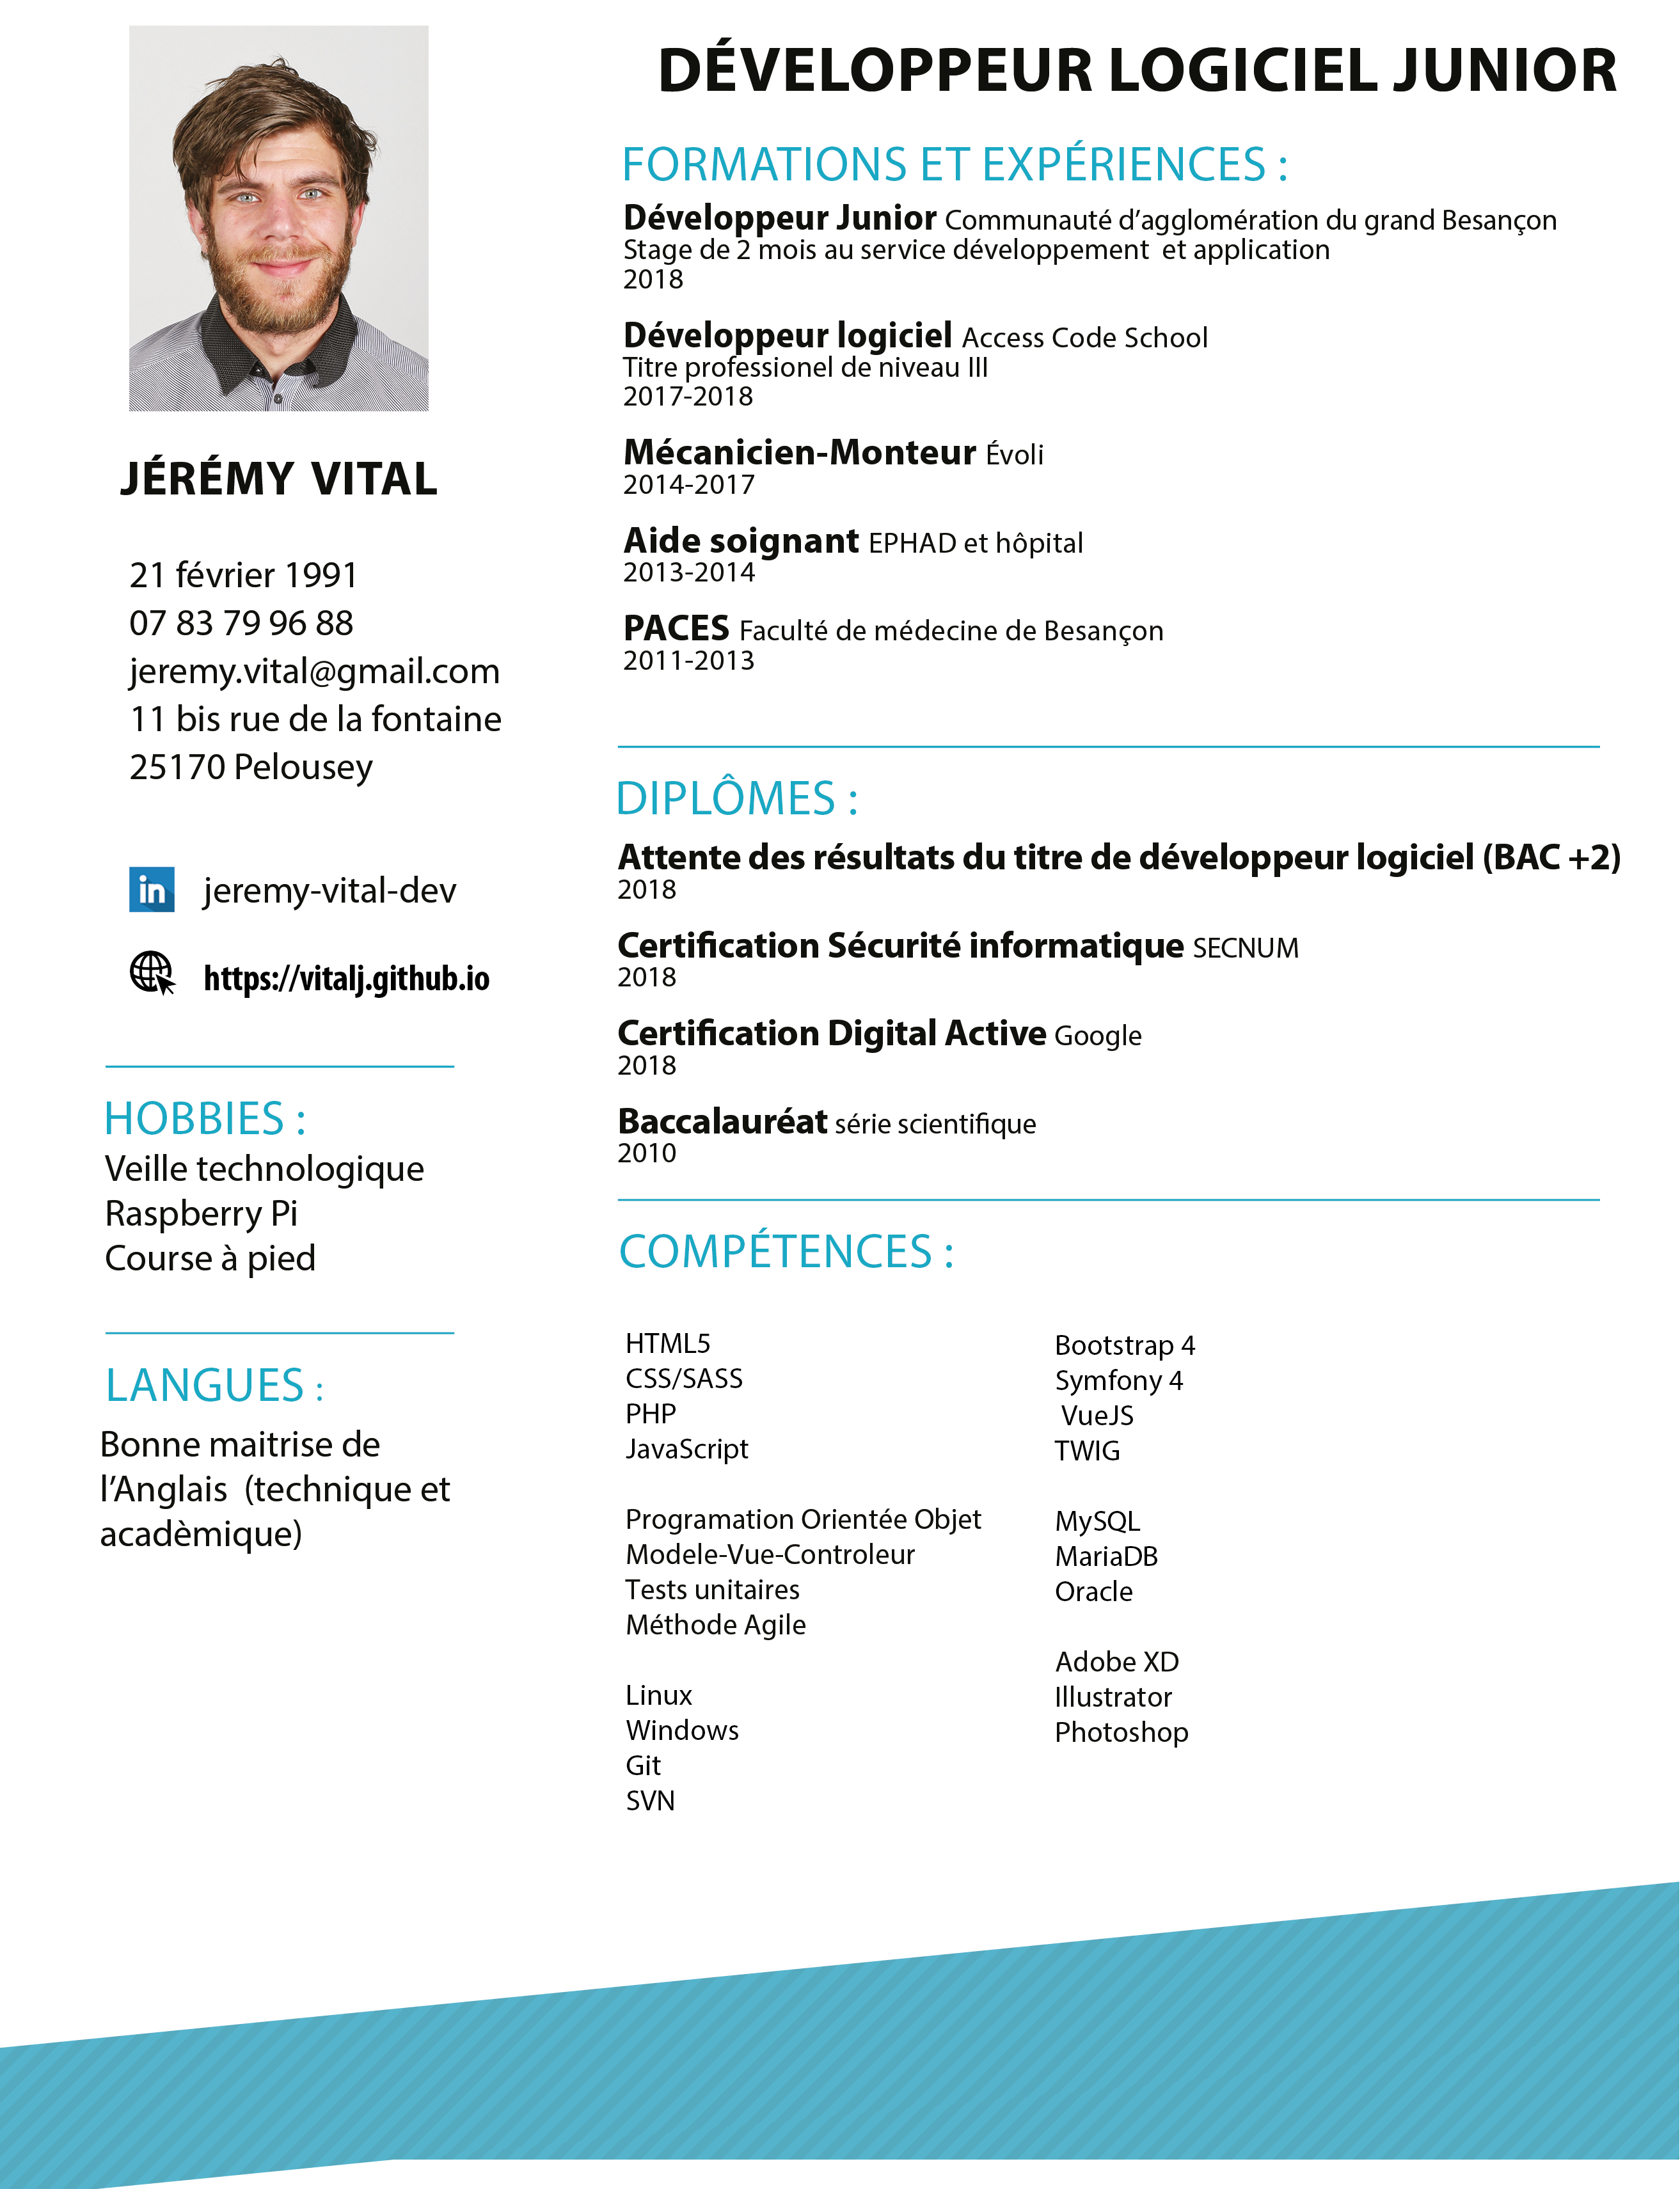 JÉRÉMY VITAL
21 février 1991
07 83 79 96 88
jeremy.vital@gmail.com
11 bis rue de la fontaine
25170 Pelousey
in jeremy-vital-dev
https://vitalj.github.io
HOBBIES :
Veille technologique
Raspberry Pi
Course à pied
LANGUES :
Bonne maitrise de
l’Anglais (technique et
acadèmique)
DÉVELOPPEUR LOGICIEL JUNIOR
FORMATIONS ET EXPÉRIENCES :
Développeur Junior Communauté d’agglomération du grand Besançon
Stage de 2 mois au service développement et application
2018
Développeur logiciel Access Code School
Titre professionel de niveau III
2017-2018
Mécanicien-Monteur Évoli
2014-2017
Aide soignant EPHAD et hôpital
2013-2014
PACES Faculté de médecine de Besançon
2011-2013
DIPLÔMES :
Attente des résultats du titre de développeur logiciel (BAC +2)
2018
Certification Sécurité informatique SECNUM
2018
Certification Digital Active Google
2018
Baccalauréat série scientifique
2010
COMPÉTENCES :
HTML5
CSS/SASS
PHP
JavaScript
Programation Orientée Objet
Modele-Vue-Controleur
Tests unitaires
Méthode Agile
Linux
Windows
Git
SVN
Bootstrap 4
Symfony 4
VueJS
TWIG
MySQL
MariaDB
Oracle
Adobe XD
Illustrator
Photoshop